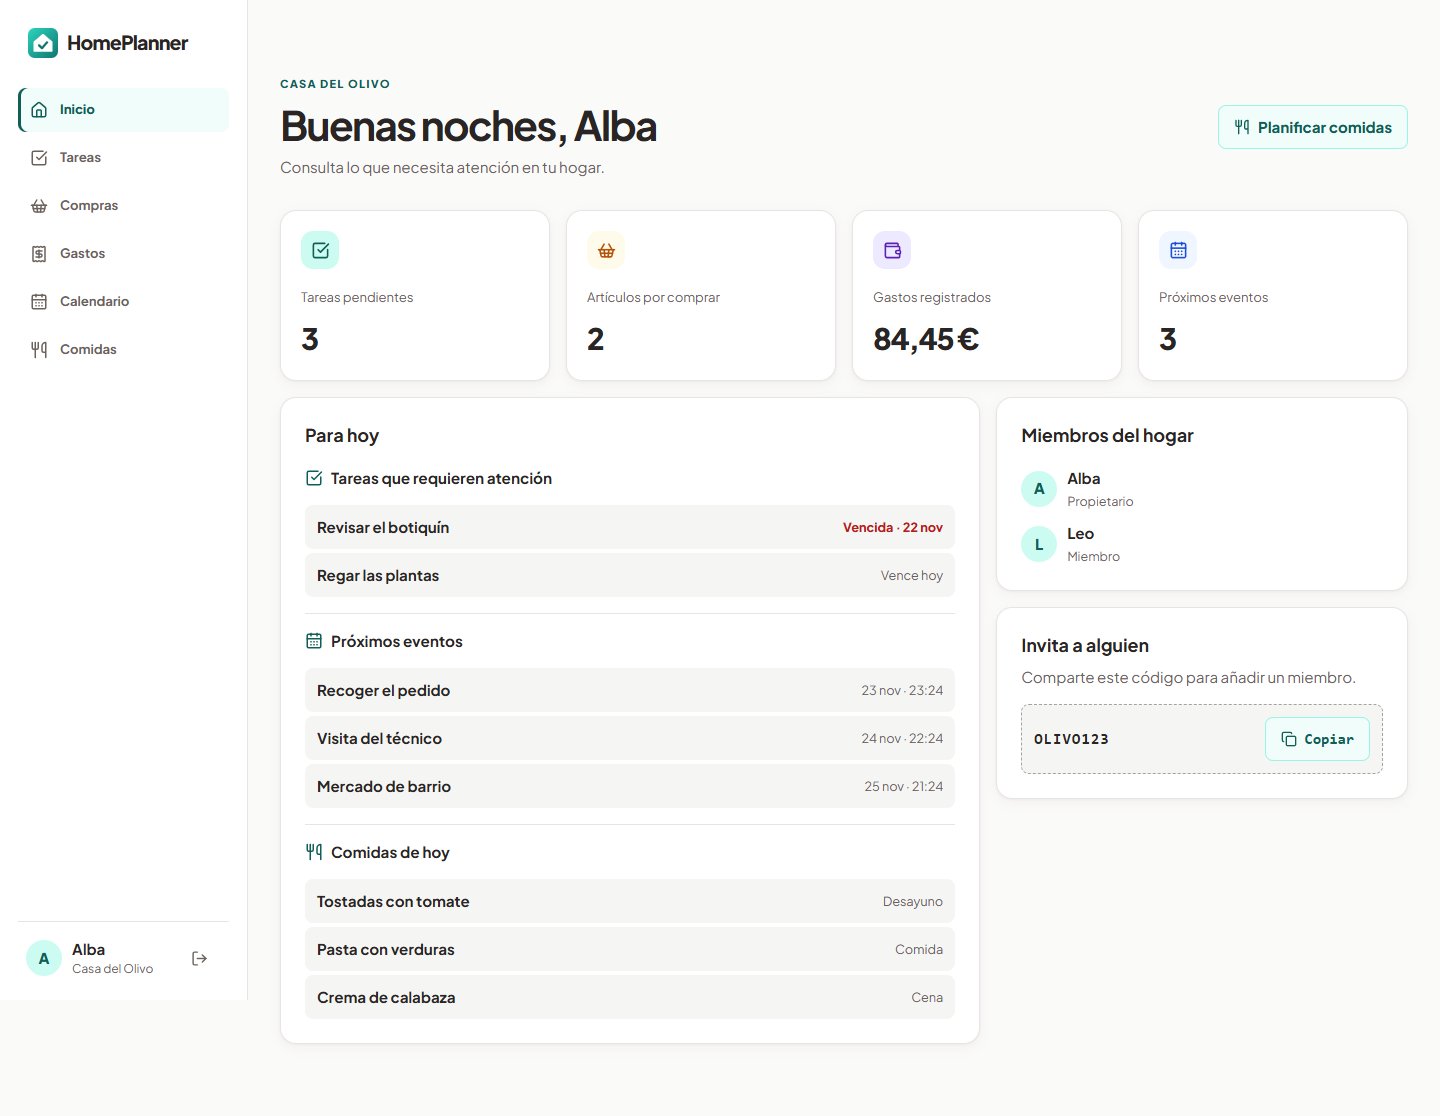 HomePlanner
Inicio
Tareas
Compras
Gastos
Calendario
Comidas
A
Alba
Casa del Olivo
CASA DEL OLIVO
Buenas noches, Alba
Consulta lo que necesita atención en tu hogar.
Planificar comidas
Tareas pendientes
3
Artículos por comprar
2
Gastos registrados
84,45 €
Próximos eventos
3
Para hoy
Tareas que requieren atención
Revisar el botiquín Vencida · 22 nov
Regar las plantas Vence hoy
Próximos eventos
Recoger el pedido 23 nov · 23:24
Visita del técnico 24 nov · 22:24
Mercado de barrio 25 nov · 21:24
Comidas de hoy
Tostadas con tomate Desayuno
Pasta con verduras Comida
Crema de calabaza Cena
Miembros del hogar
A
Alba
Propietario
L
Leo
Miembro
Invita a alguien
Comparte este código para añadir un miembro.
OLIVO123 Copiar